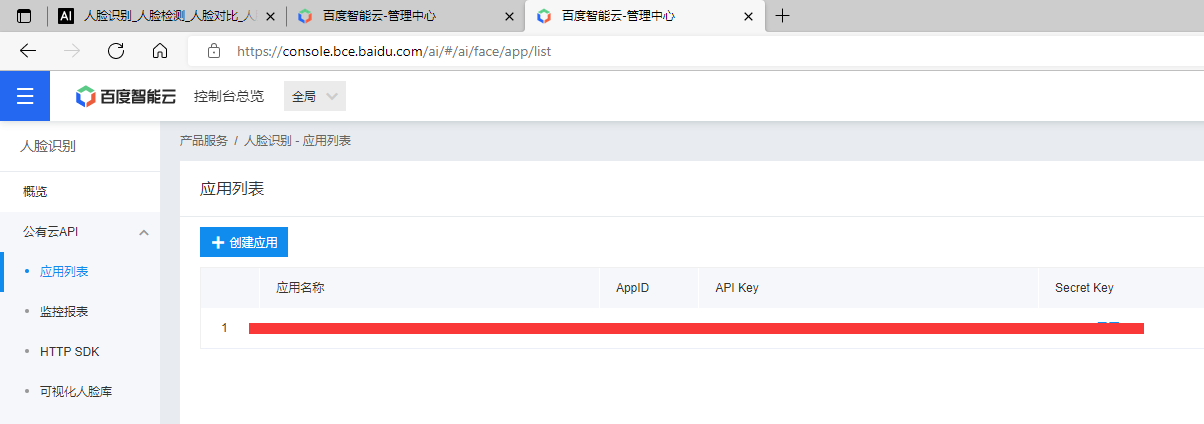 AI 人脸识别_人脸检测_人脸对比_人
百度智能云-管理中心
百度智能云-管理中心
https://console.bce.baidu.com/ai/#/ai/face/app/list
百度智能云 控制台总览 全局
人脸识别
产品服务 / 人脸识别 - 应用列表
应用列表
概览
公有云API
创建应用
应用列表
应用名称 AppID API Key Secret Key
监控报表
1
HTTP SDK
可视化人脸库